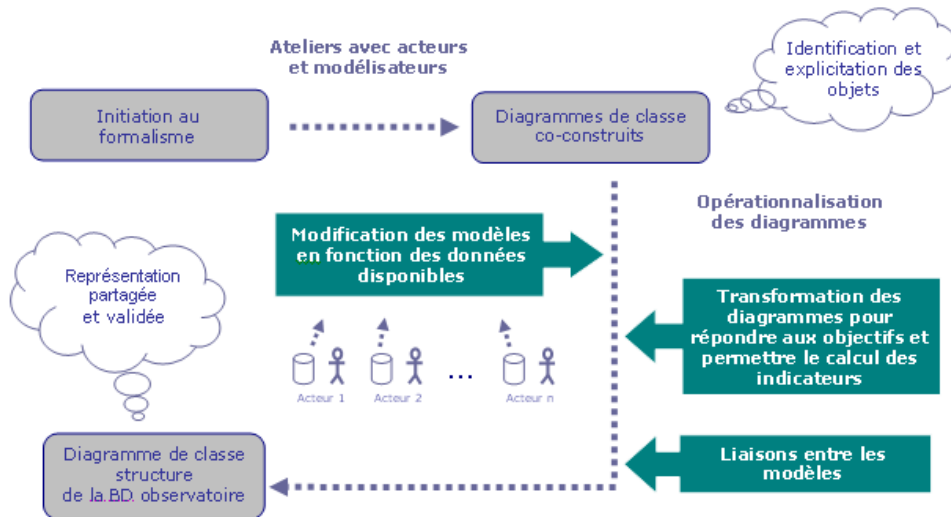 Ateliers avec acteurs
et modélisateurs
Identification et
explicitation des
objets
Initiation au
formalisme
Diagrammes de classe
co-construits
Opérationnalisation
des diagrammes
Modification des modèles
en fonction des données
disponibles
Représentation
partagée
et validée
Transformation des
diagrammes pour
répondre aux objectifs et
permettre le calcul des
indicateurs
...
Acteur 1
Acteur 2
Acteur n
Diagramme de classe
structure
de la BD observatoire
Liaisons entre les
modèles